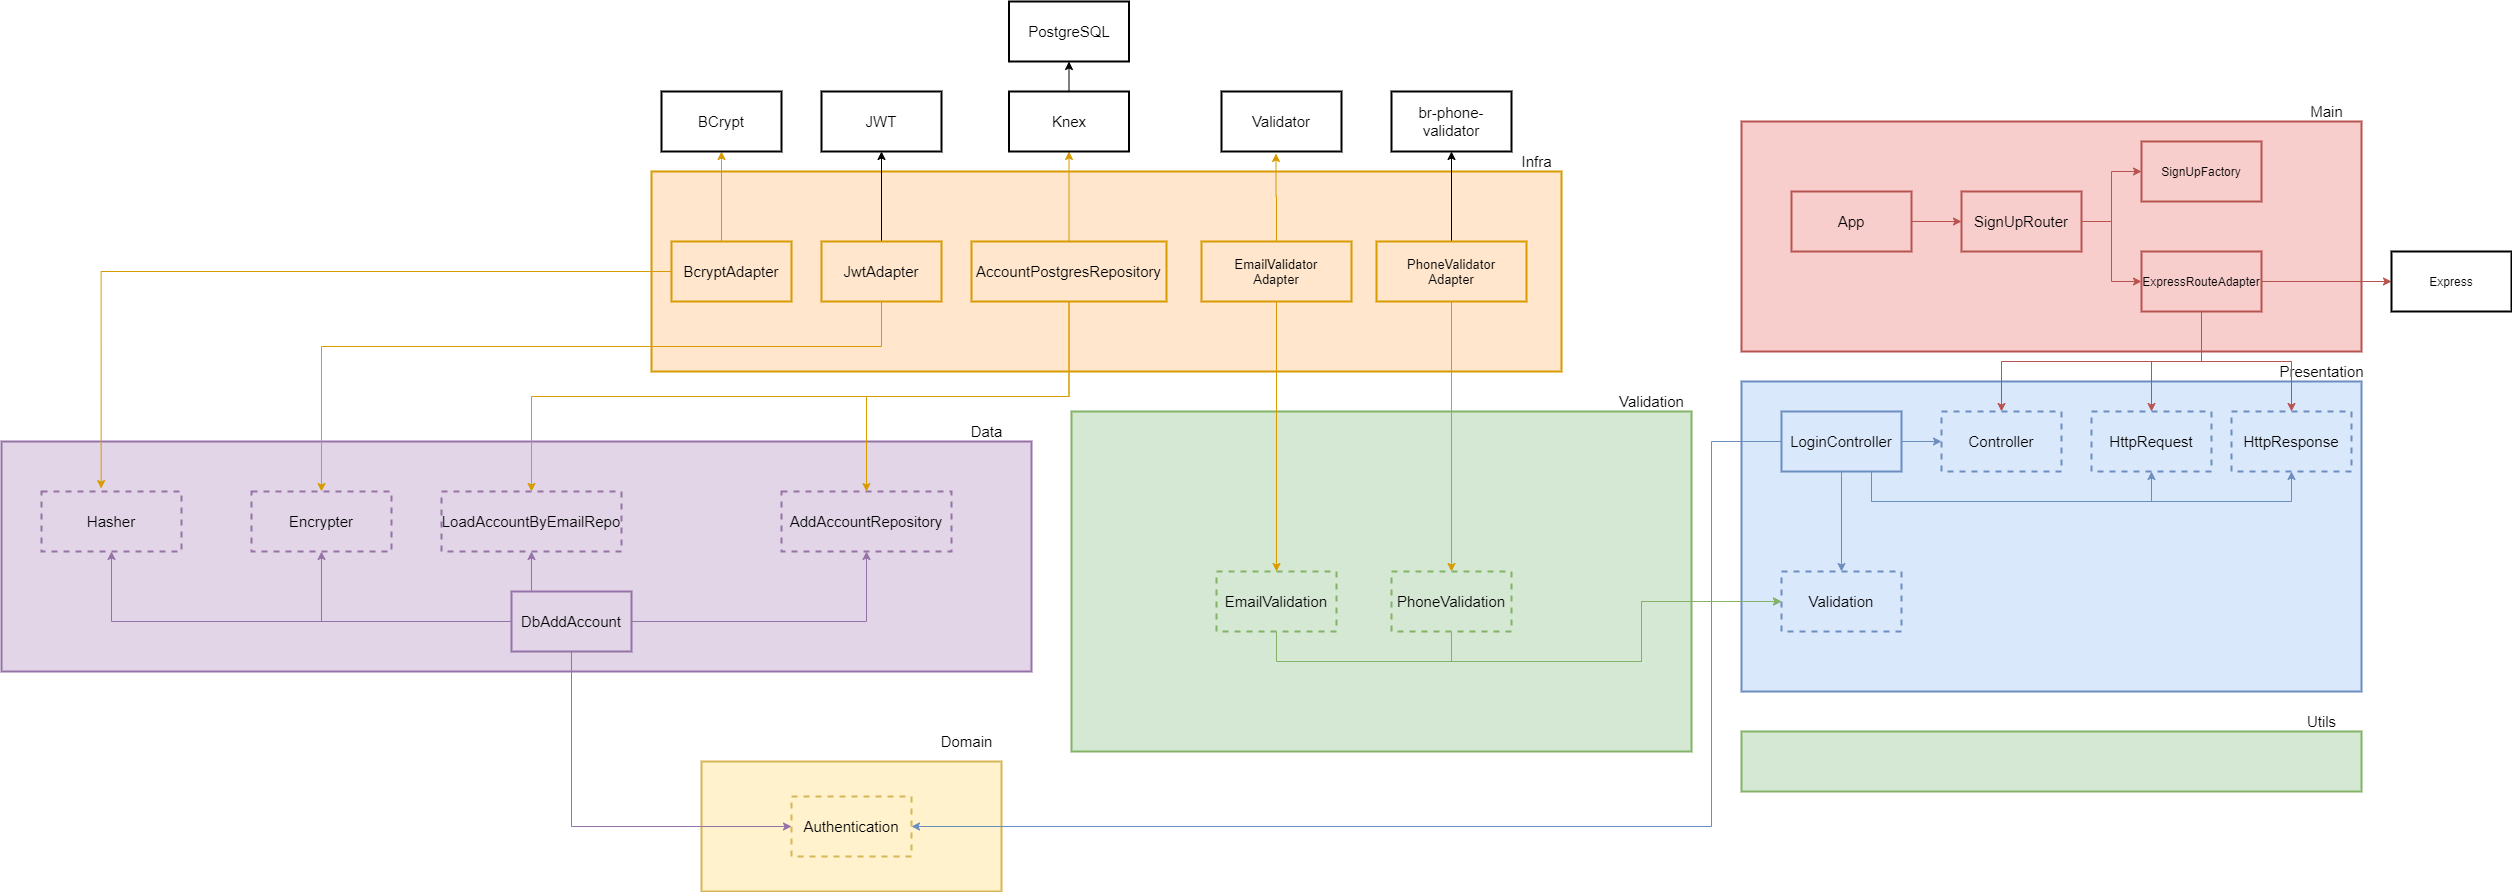 PostgreSQL
BCrypt
JWT
Knex
Validator
br-phone-
validator
Main
Infra
SignUpFactory
App
SignUpRouter
BcryptAdapter
JwtAdapter
AccountPostgresRepository
EmailValidator
Adapter
PhoneValidator
Adapter
ExpressRouteAdapter
Express
Presentation
Validation
Data
LoginController
Controller
HttpRequest
HttpResponse
Hasher
Encrypter
LoadAccountByEmailRepo
AddAccountRepository
EmailValidation
PhoneValidation
Validation
DbAddAccount
Utils
Domain
Authentication